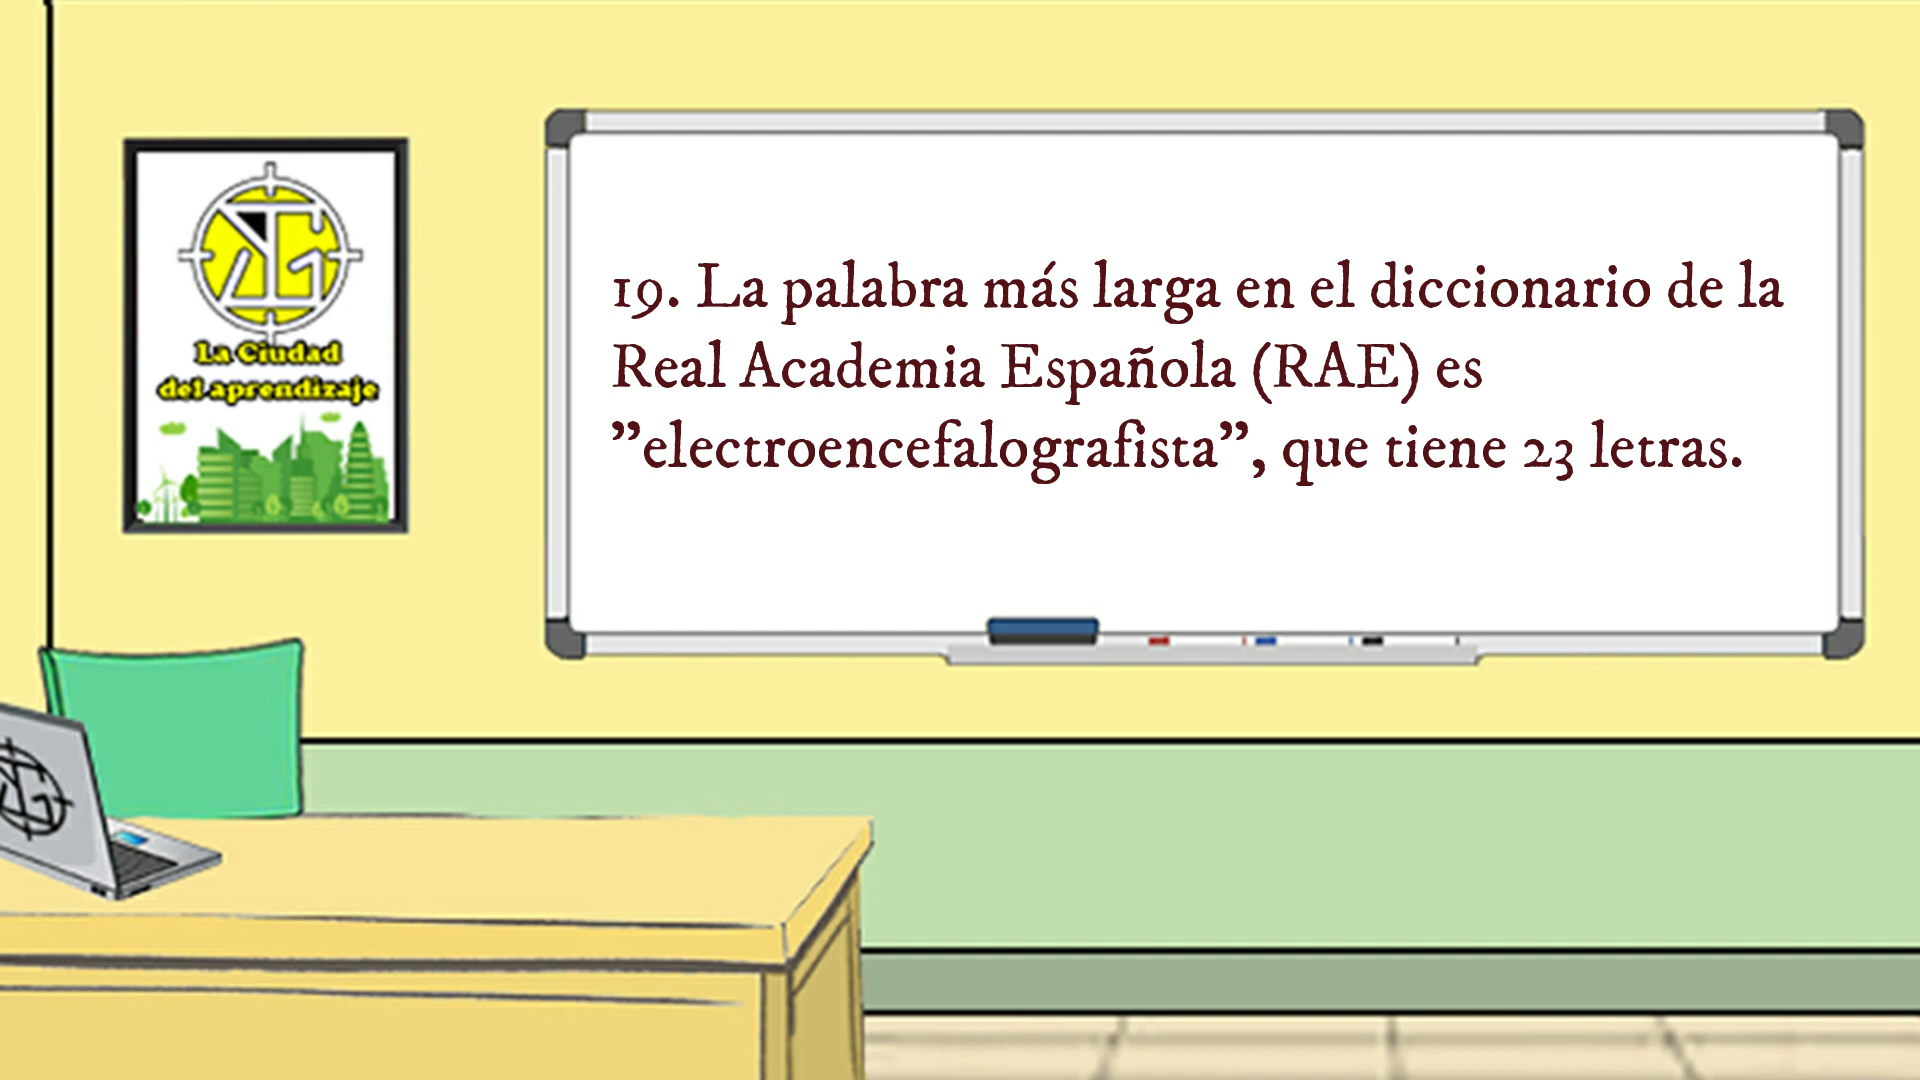 La Ciudad
del aprendizaje
19. La palabra más larga en el diccionario de la
Real Academia Española (RAE) es
"electroencefalografista", que tiene 23 letras.